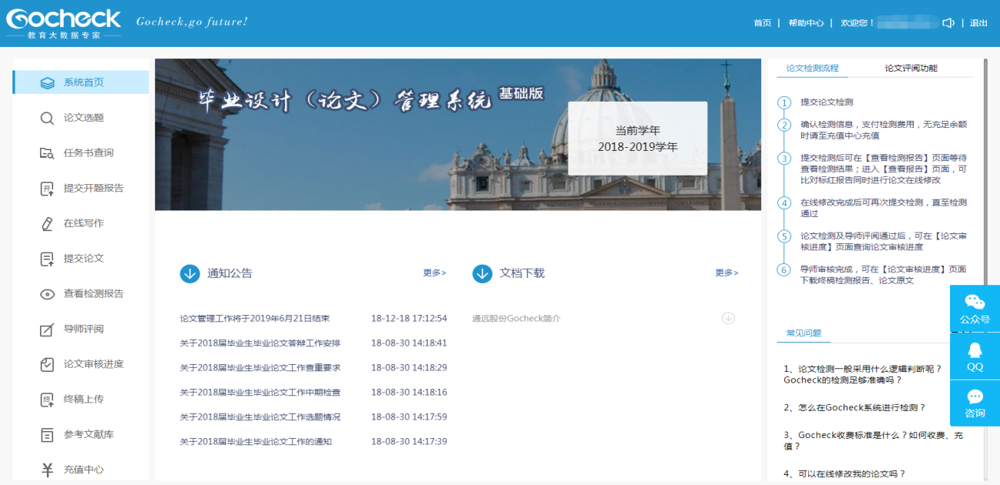 Gocheck
教育大数据专家
Gocheck,go future!
首页 | 帮助中心 | 欢迎您！ | 退出
系统首页
论文选题
任务书查询
提交开题报告
在线写作
提交论文
查看检测报告
导师评阅
论文审核进度
终稿上传
参考文献库
充值中心
毕业设计（论文）管理系统 基础版
当前学年
2018-2019学年
通知公告 更多>
论文管理工作将于2019年6月21日结束 18-12-18 17:12:54
关于2018届毕业生毕业论文答辩工作安排 18-08-30 14:18:41
关于2018届毕业生毕业论文工作查重要求 18-08-30 14:18:29
关于2018届毕业生毕业论文工作中期检查 18-08-30 14:18:16
关于2018届毕业生毕业论文工作选题情况 18-08-30 14:17:59
关于2018届毕业生毕业论文工作的通知 18-08-30 14:17:39
文档下载 更多>
通远股份Gocheck简介
论文检测流程 论文评阅功能
1 提交论文检测
2 确认检测信息，支付检测费用，无充足余额
时请至充值中心充值
3 提交检测后可在【查看检测报告】页面等待
查看检测结果；进入【查看报告】页面，可
比对标红报告同时进行论文在线修改
4 在线修改完成后可再次提交检测，直至检测
通过
5 论文检测及导师评阅通过后，可在【论文审
核进度】页面查询论文审核进度
6 导师审核完成，可在【论文审核进度】页面
下载终稿检测报告、论文原文
常见问题
1、论文检测一般采用什么逻辑判断呢？
Gocheck的检测足够准确吗？
2、怎么在Gocheck系统进行检测？
3、Gocheck收费标准是什么？如何收费、充
值？
4、可以在线修改我的论文吗？
公众号
QQ
咨询